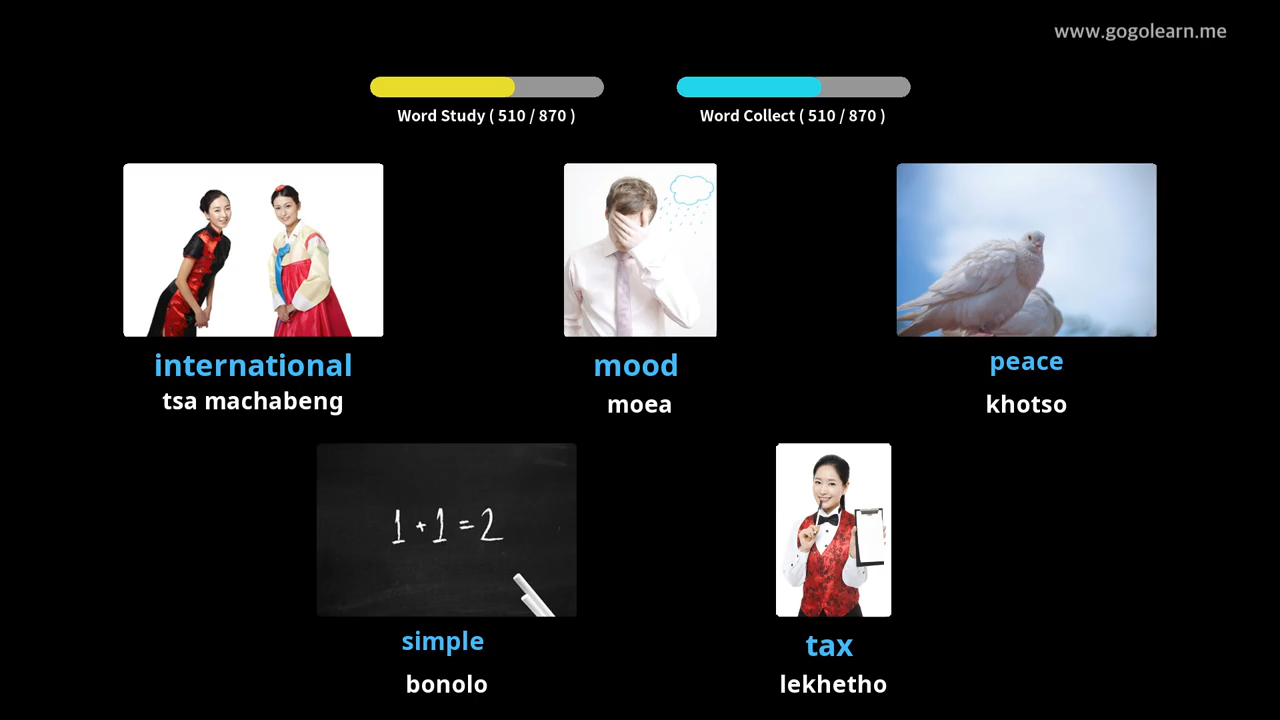 www.gogolearn.me
Word Study ( 510 / 870 )
Word Collect ( 510 / 870 )
international
tsa machabeng
mood
moea
peace
khotso
1 + 1 = 2
simple
bonolo
tax
lekhetho